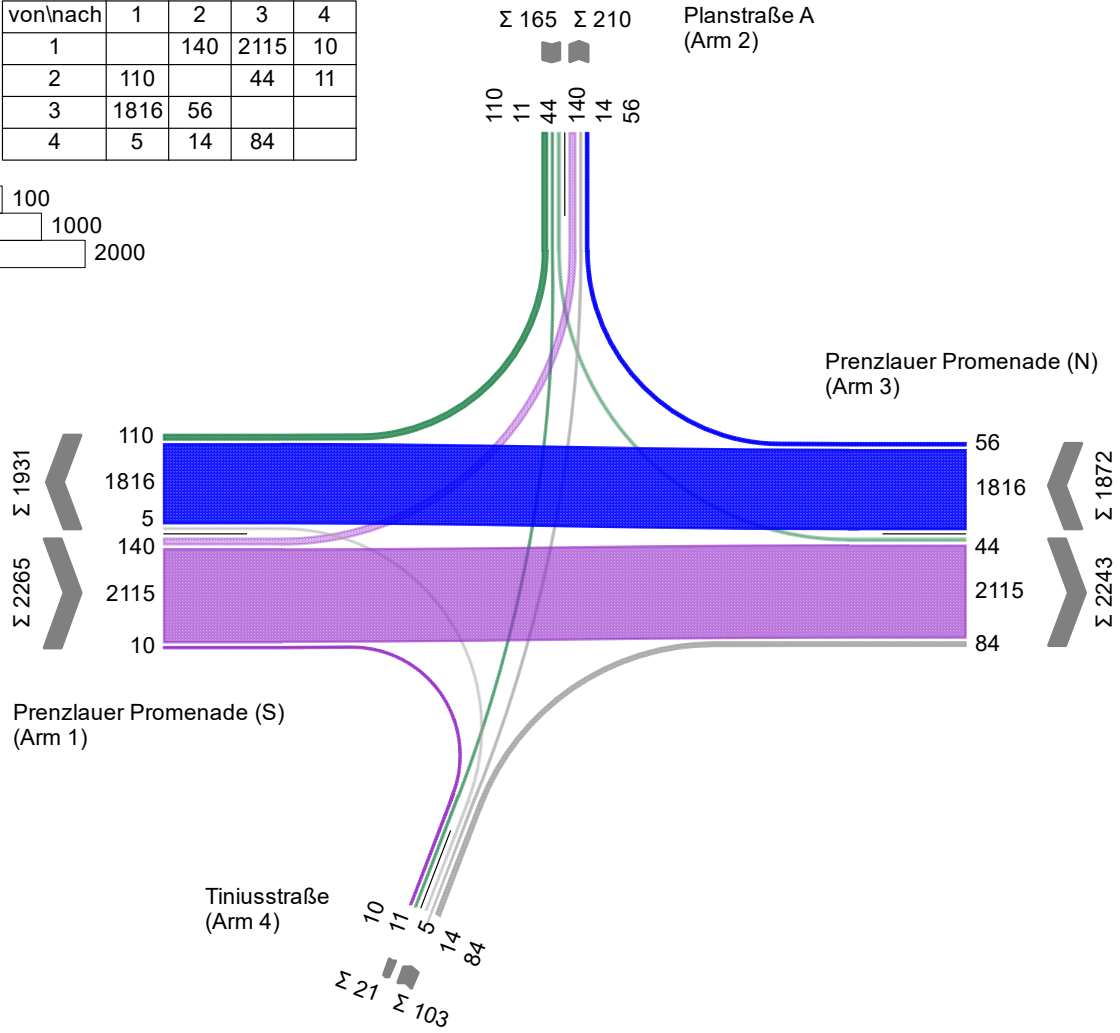 von\nach 1 2 3 4
1 140 2115 10
2 110 44 11
3 1816 56
4 5 14 84
100
1000
2000
Σ 165 Σ 210
Planstraße A
(Arm 2)
110 11 44 140 14 56
Prenzlauer Promenade (N)
(Arm 3)
110
1816
5
140
2115
10
Σ 1931
Σ 2265
56
1816
44
2115
84
Σ 1872
Σ 2243
Prenzlauer Promenade (S)
(Arm 1)
Tiniusstraße
(Arm 4)
10 11 5 14 84
Σ 21 Σ 103